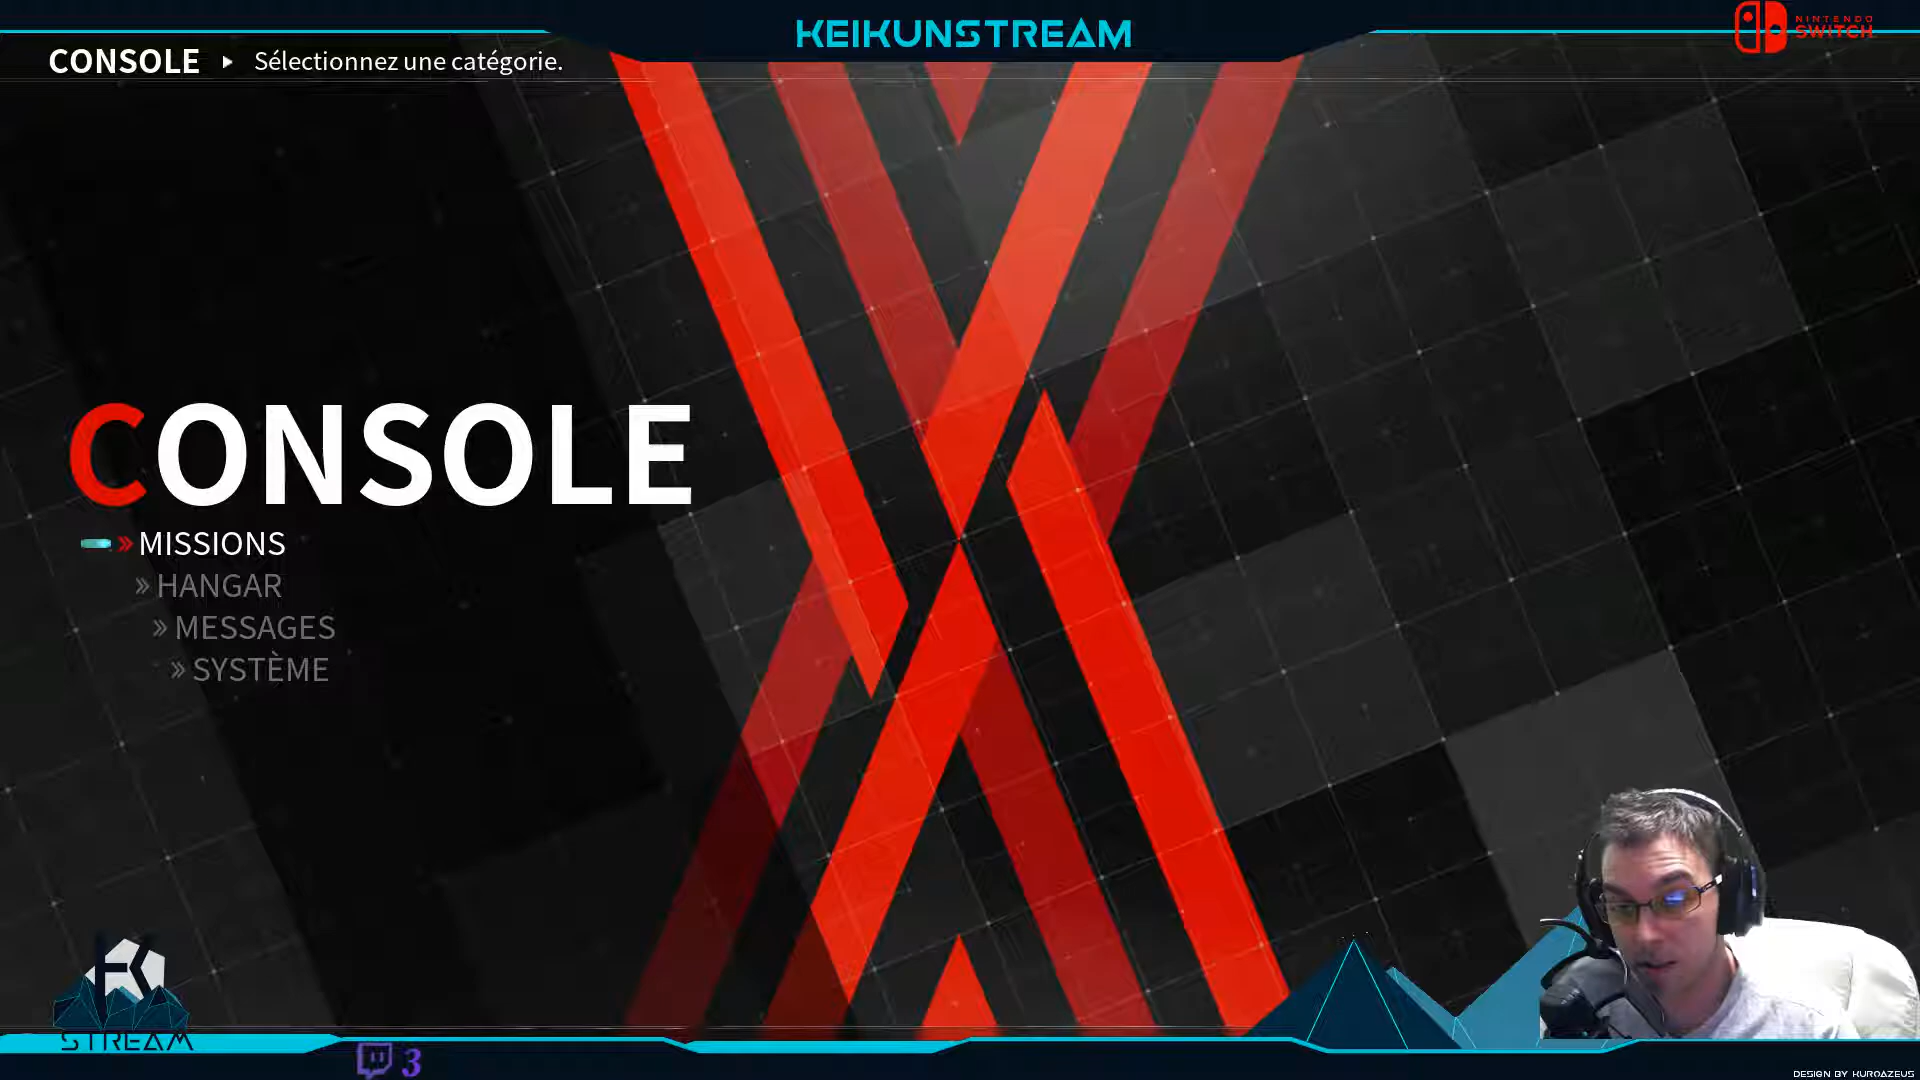 KEIKUNSTREAM
NINTENDO
SWITCH
CONSOLE Sélectionnez une catégorie.
CONSOLE
MISSIONS
HANGAR
MESSAGES
SYSTÈME
K
STREAM
3
DESIGN BY KUROAZEUS